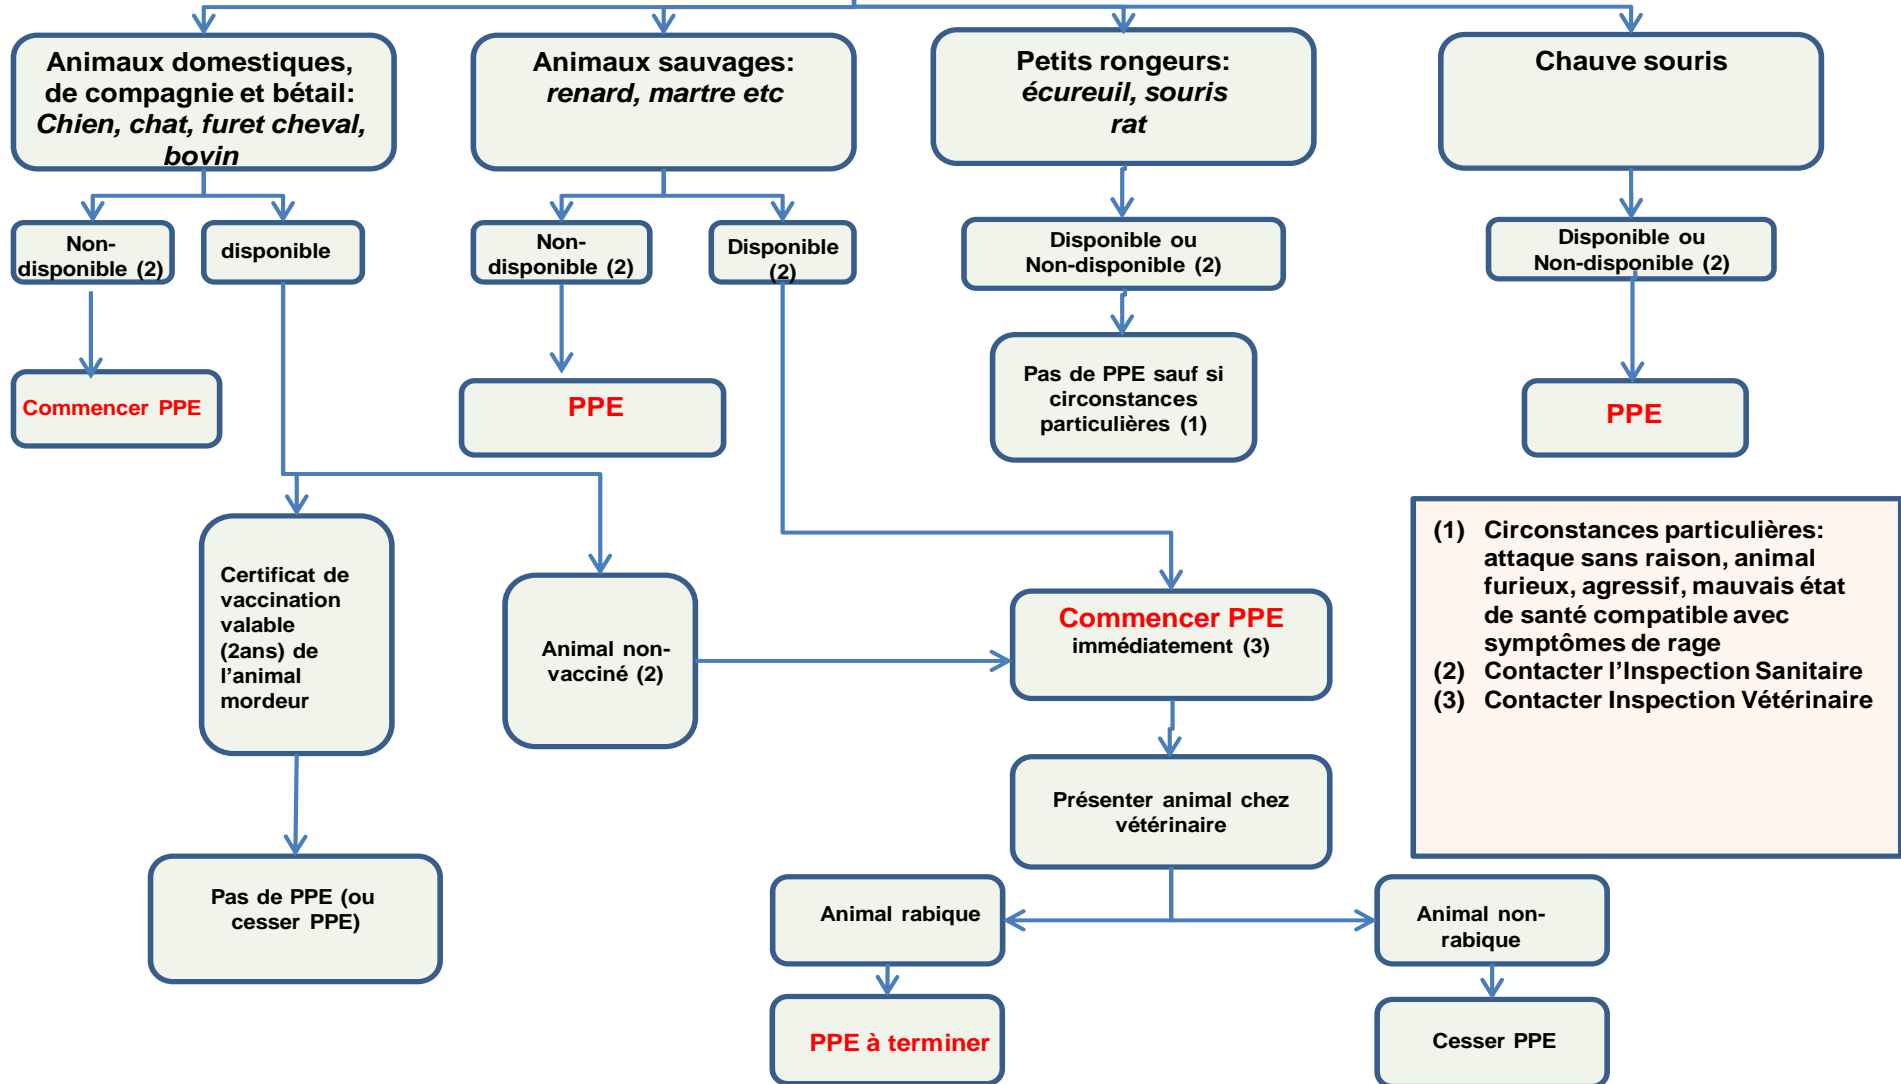 Animaux domestiques,
de compagnie et bétail:
Chien, chat, furet cheval,
bovin
Animaux sauvages:
renard, martre etc
Petits rongeurs:
écureuil, souris
rat
Chauve souris
Non-
disponible (2)
disponible
Non-
disponible (2)
Disponible
(2)
Disponible ou
Non-disponible (2)
Disponible ou
Non-disponible (2)
Commencer PPE
PPE
Pas de PPE sauf si
circonstances
particulières (1)
PPE
Certificat de
vaccination
valable
(2ans) de
l’animal
mordeur
Animal non-
vacciné (2)
Commencer PPE
immédiatement (3)
(1) Circonstances particulières:
attaque sans raison, animal
furieux, agressif, mauvais état
de santé compatible avec
symptômes de rage
(2) Contacter l’Inspection Sanitaire
(3) Contacter Inspection Vétérinaire
Présenter animal chez
vétérinaire
Pas de PPE (ou
cesser PPE)
Animal rabique
Animal non-
rabique
PPE à terminer
Cesser PPE